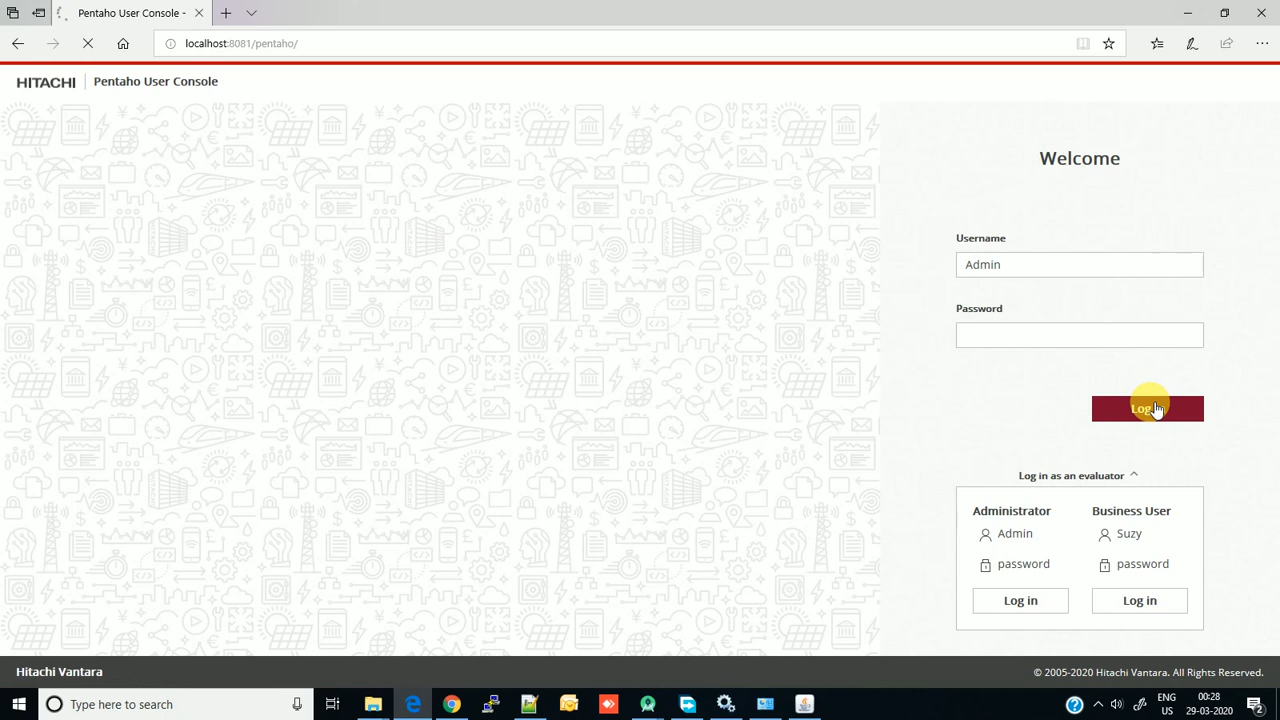 Pentaho User Console -
localhost:8081/pentaho/
HITACHI Pentaho User Console
Welcome
Username
Admin
Password
Log in as an evaluator
Administrator Business User
Admin Suzy
password password
Log in Log in
Hitachi Vantara © 2005-2020 Hitachi Vantara. All Rights Reserved.
Type here to search
ENG 00:28
US 29-03-2020
2